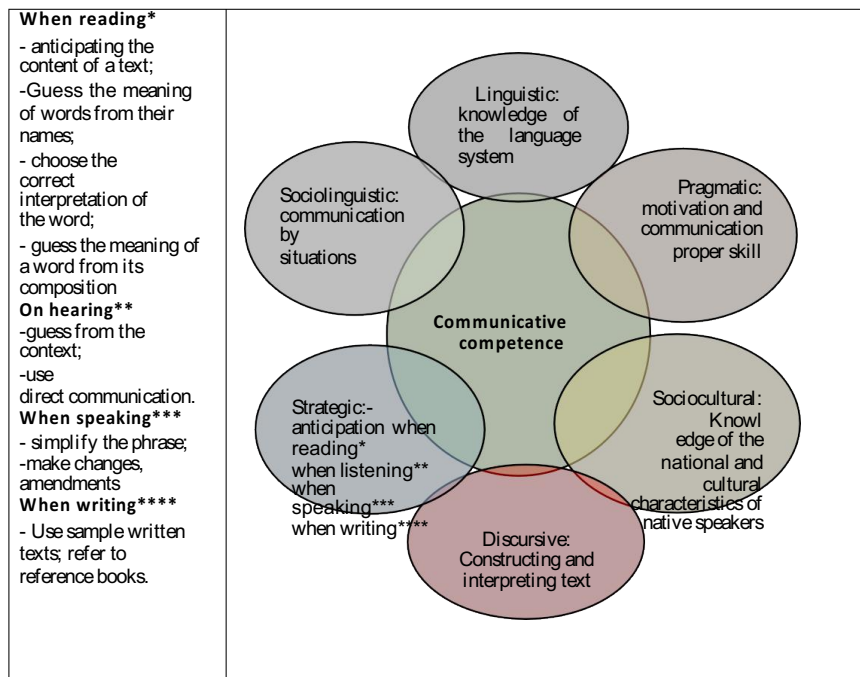 When reading*
- anticipating the
content of a text;
-Guess the meaning
of words from their
names;
- choose the
correct
interpretation of
the word;
- guess the meaning of
a word from its
composition
On hearing**
-guess from the
context;
-use
direct communication.
When speaking***
- simplify the phrase;
-make changes,
amendments
When writing****
- Use sample written
texts; refer to
reference books.
Linguistic:
knowledge of
the language
system
Sociolinguistic:
communication
by
situations
Pragmatic:
motivation and
communication
proper skill
Communicative
competence
Strategic:-
anticipation when
reading*
when listening**
when
speaking***
when writing****
Sociocultural:
Knowl
edge of the
national and
cultural
characteristics of
native speakers
Discursive:
Constructing and
interpreting text